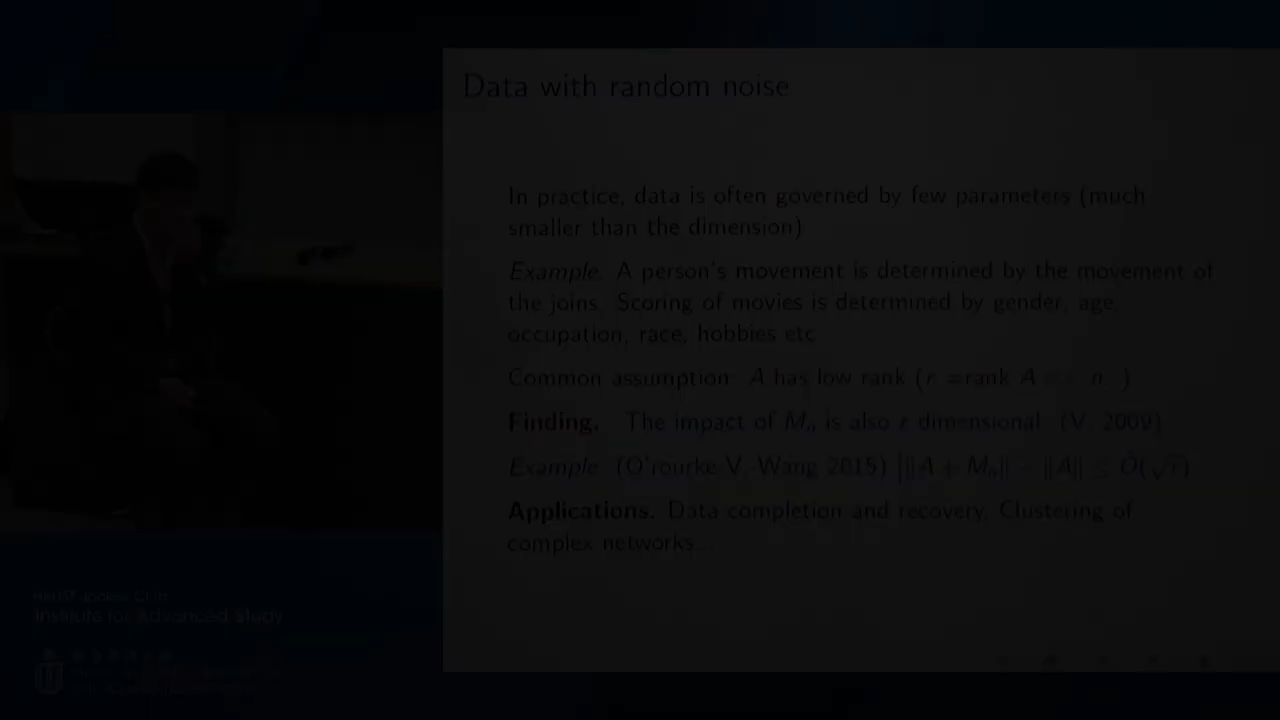 Data with random noise
In practice, data is often governed by few parameters (much
smaller than the dimension)
Example. A person's movement is determined by the movement of
the joins. Scoring of movies is determined by gender, age,
occupation, race, hobbies etc
Common assumption: A has low rank (r =rank A << n )
Finding. The impact of Mₙ is also r dimensional. (V. 2009)
Example. (O'rourke-V.-Wang 2015) |‖A + Mₙ‖ − ‖A‖| ≤ Õ(√r)
Applications. Data completion and recovery, Clustering of
complex networks...
Institute for Advanced Study